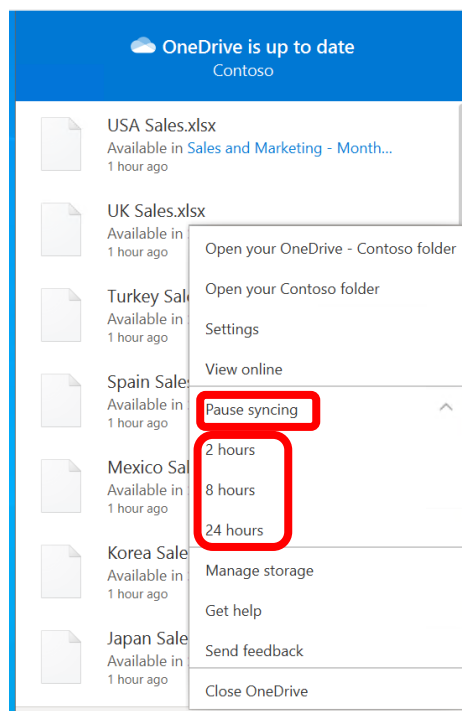 OneDrive is up to date
Contoso
USA Sales.xlsx
Available in Sales and Marketing - Month...
1 hour ago
UK Sales.xlsx
Available in
1 hour ago
Turkey Sal
Available in
1 hour ago
Spain Sale
Available in
1 hour ago
Mexico Sal
Available in
1 hour ago
Korea Sale
Available in
1 hour ago
Japan Sale
Available in
1 hour ago
Open your OneDrive - Contoso folder
Open your Contoso folder
Settings
View online
Pause syncing
2 hours
8 hours
24 hours
Manage storage
Get help
Send feedback
Close OneDrive